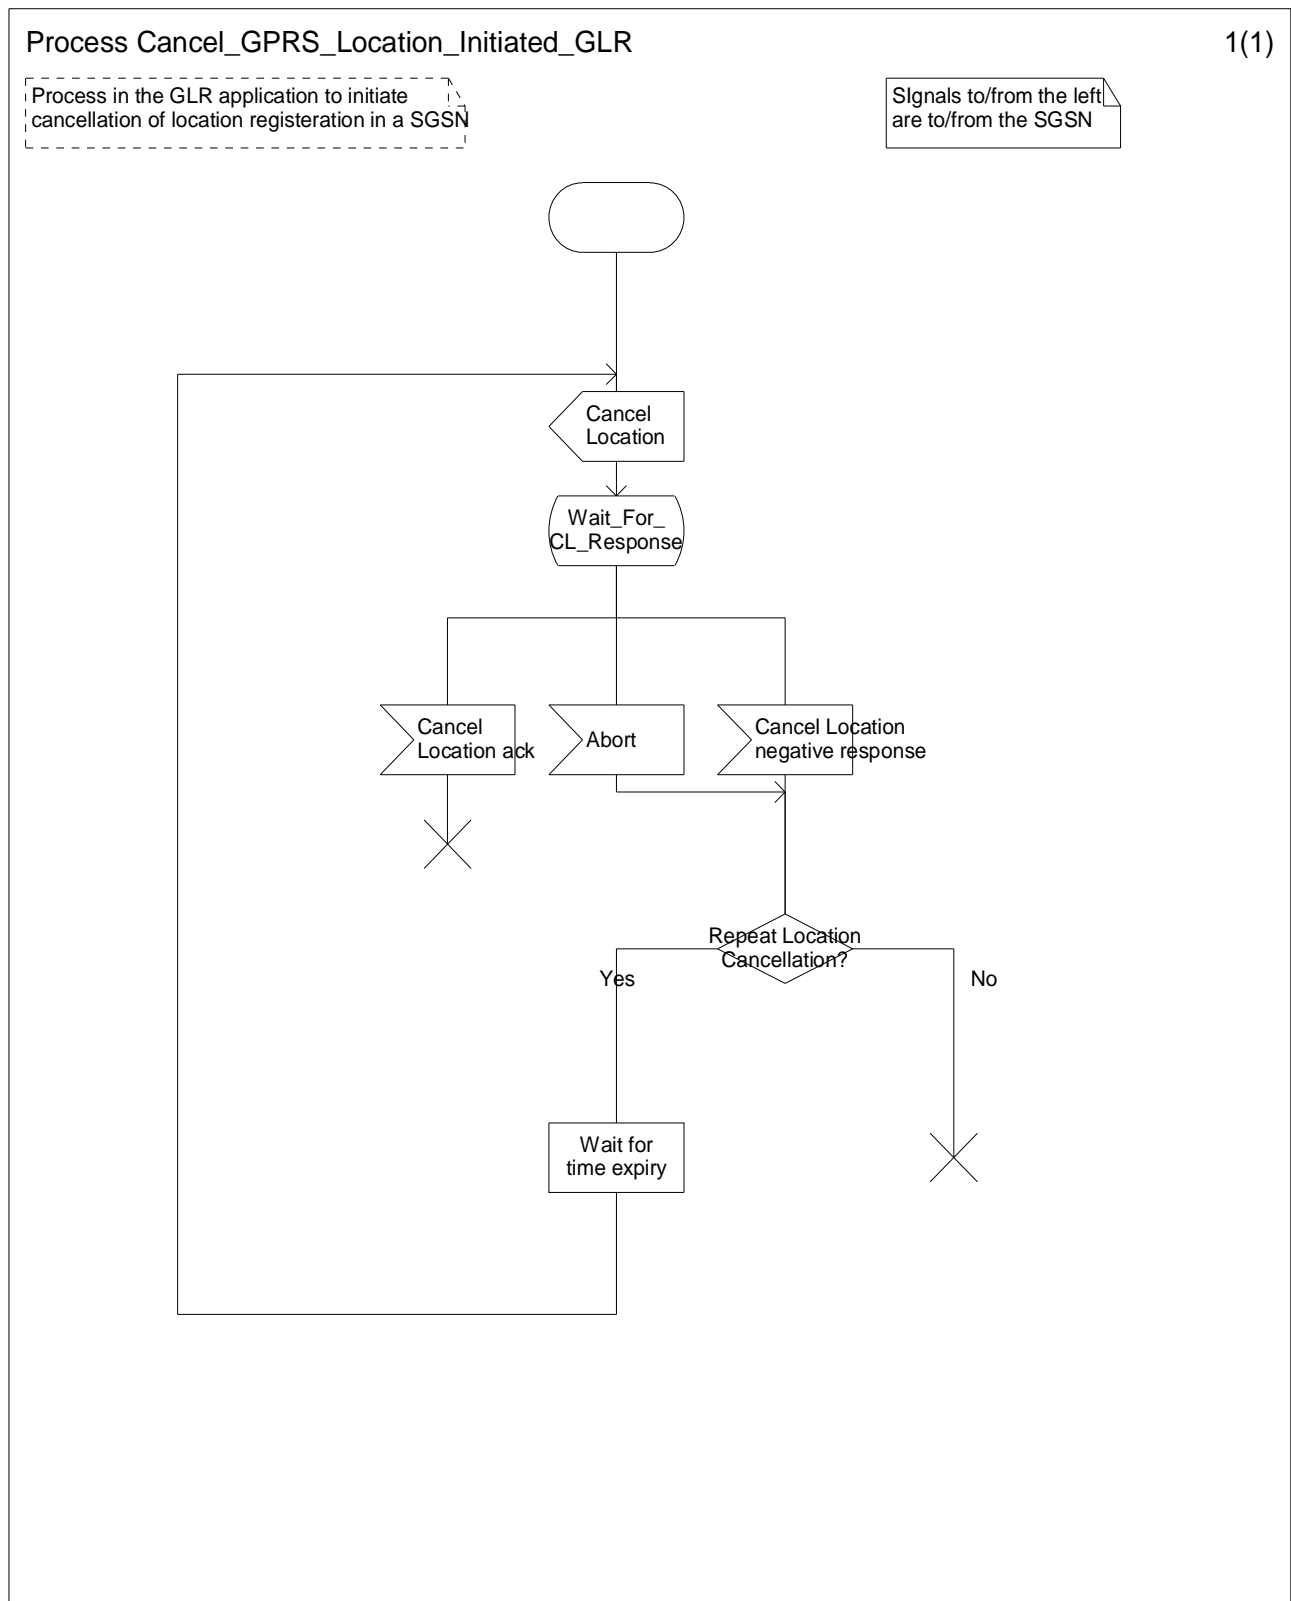 Process Cancel_GPRS_Location_Initiated_GLR
1(1)
Process in the GLR application to initiate
cancellation of location registeration in a SGSN
SIgnals to/from the left
are to/from the SGSN
Cancel
Location
Wait_For_
CL_Response
Cancel
Location ack
Abort
Cancel Location
negative response
Repeat Location
Cancellation?
Yes
No
Wait for
time expiry